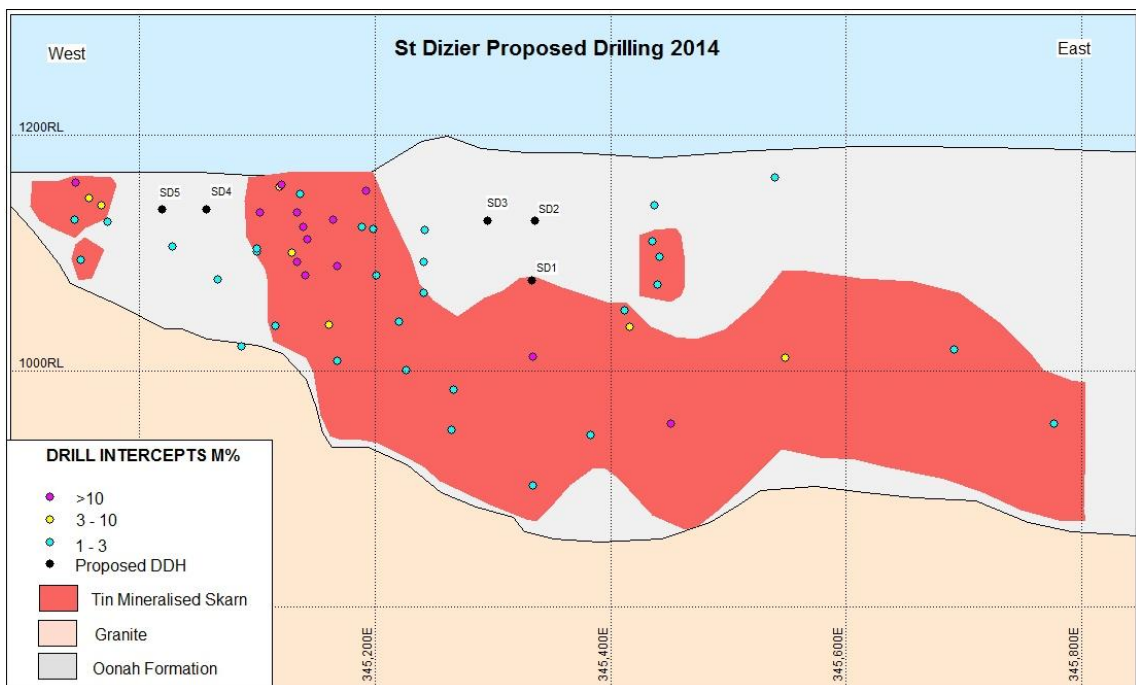 St Dizier Proposed Drilling 2014
West
East
1200RL
SD5
SD4
SD3
SD2
SD1
1000RL
DRILL INTERCEPTS M%
>10
3 - 10
1 - 3
Proposed DDH
Tin Mineralised Skarn
Granite
Oonah Formation
345,200E
345,400E
345,600E
345,800E